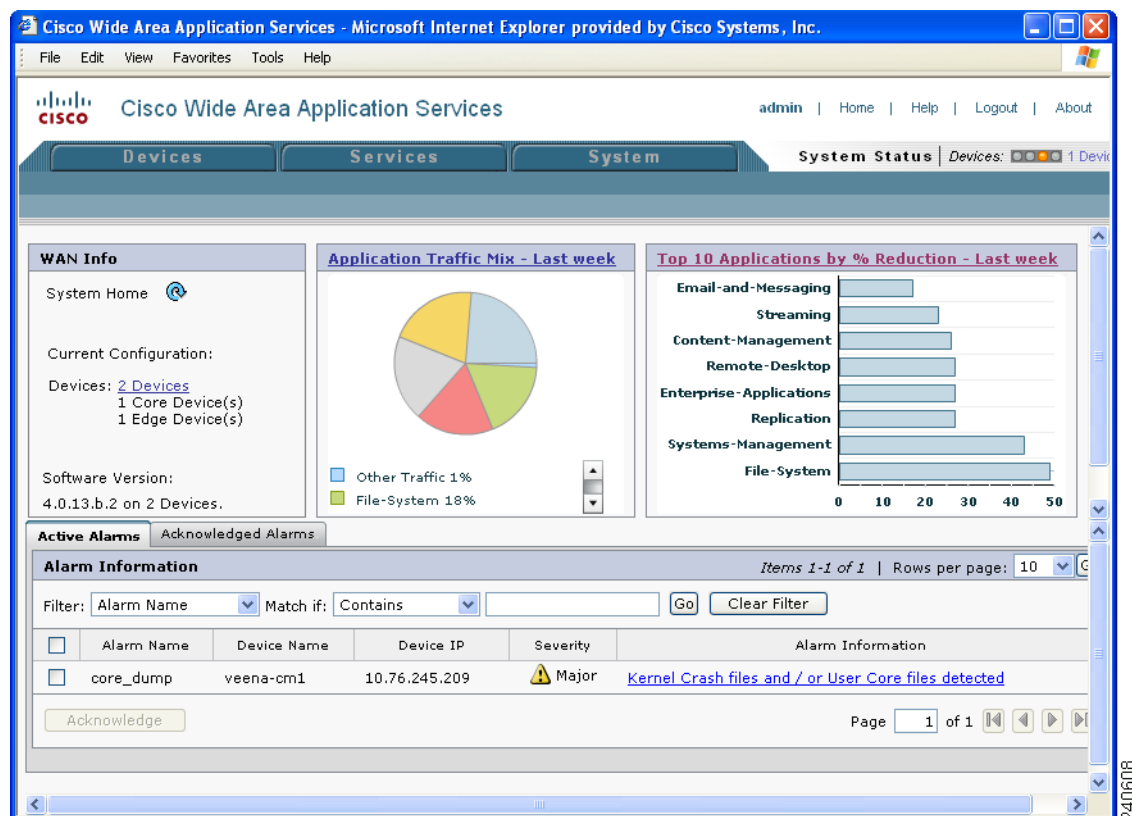 Cisco Wide Area Application Services - Microsoft Internet Explorer provided by Cisco Systems, Inc.
File Edit View Favorites Tools Help
CISCO
Cisco Wide Area Application Services
admin | Home | Help | Logout | About
Devices Services System
System Status | Devices: 1 Devic
WAN Info
System Home
Current Configuration:
Devices: 2 Devices
1 Core Device(s)
1 Edge Device(s)
Software Version:
4.0.13.b.2 on 2 Devices.
Application Traffic Mix - Last week
Other Traffic 1%
File-System 18%
Top 10 Applications by % Reduction - Last week
Email-and-Messaging
Streaming
Content-Management
Remote-Desktop
Enterprise-Applications
Replication
Systems-Management
File-System
0 10 20 30 40 50
Active Alarms Acknowledged Alarms
Alarm Information
Items 1-1 of 1 | Rows per page: 10 G
Filter: Alarm Name Match if: Contains Go Clear Filter
Alarm Name Device Name Device IP Severity Alarm Information
core_dump veena-cm1 10.76.245.209 Major Kernel Crash files and / or User Core files detected
Acknowledge
Page 1 of 1
240608